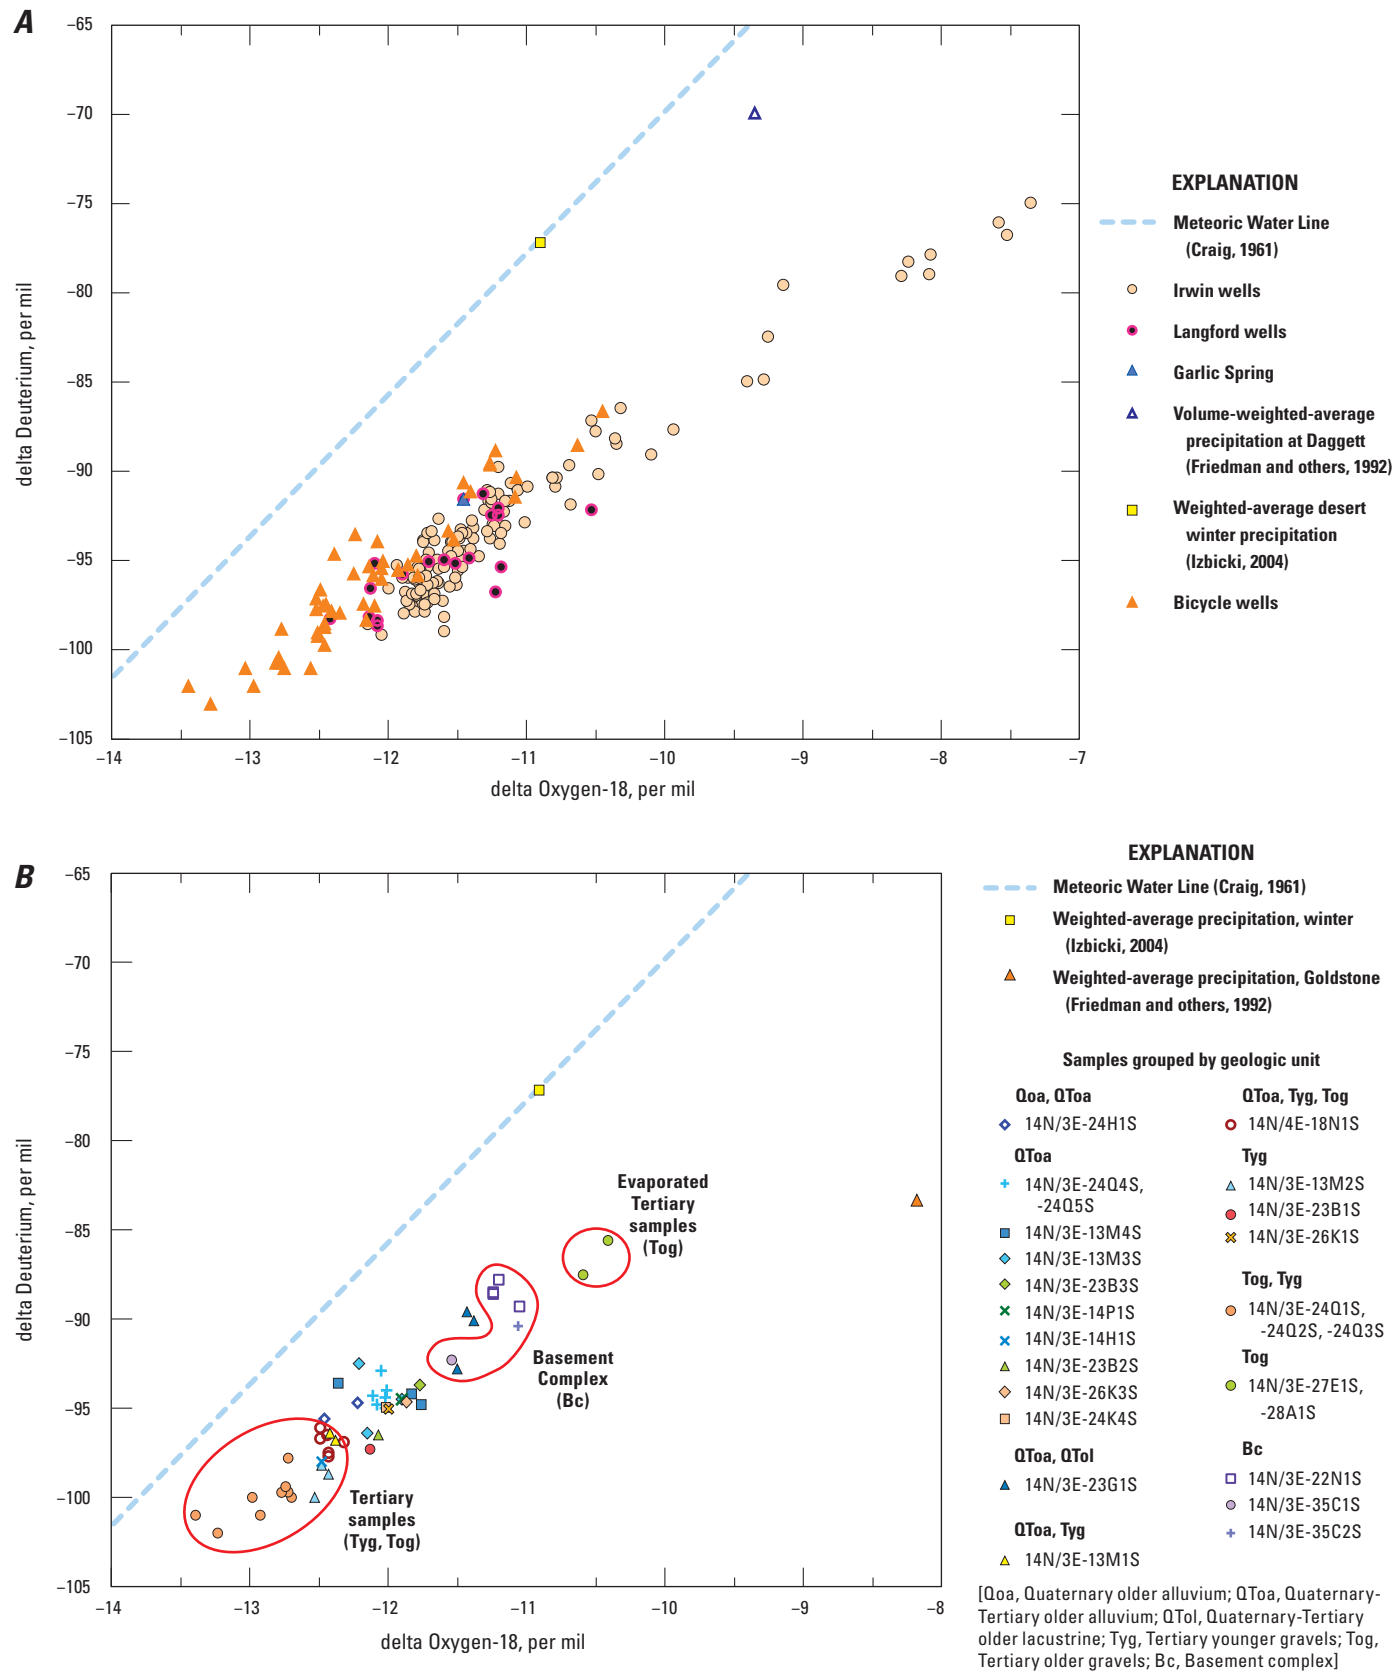 A
−65
−70
−75
−80
−85
−90
−95
−100
−105
delta Deuterium, per mil
−14
−13
−12
−11
−10
−9
−8
−7
delta Oxygen-18, per mil
EXPLANATION
Meteoric Water Line
(Craig, 1961)
Irwin wells
Langford wells
Garlic Spring
Volume-weighted-average
precipitation at Daggett
(Friedman and others, 1992)
Weighted-average desert
winter precipitation
(Izbicki, 2004)
Bicycle wells
B
−65
−70
−75
−80
−85
−90
−95
−100
−105
delta Deuterium, per mil
Evaporated
Tertiary
samples
(Tog)
Basement
Complex
(Bc)
Tertiary
samples
(Tyg, Tog)
−14
−13
−12
−11
−10
−9
−8
delta Oxygen-18, per mil
EXPLANATION
Meteoric Water Line (Craig, 1961)
Weighted-average precipitation, winter
(Izbicki, 2004)
Weighted-average precipitation, Goldstone
(Friedman and others, 1992)
Samples grouped by geologic unit
Qoa, QToa
14N/3E-24H1S
QToa
14N/3E-24Q4S,
-24Q5S
14N/3E-13M4S
14N/3E-13M3S
14N/3E-23B3S
14N/3E-14P1S
14N/3E-14H1S
14N/3E-23B2S
14N/3E-26K3S
14N/3E-24K4S
QToa, QTol
14N/3E-23G1S
QToa, Tyg
14N/3E-13M1S
QToa, Tyg, Tog
14N/4E-18N1S
Tyg
14N/3E-13M2S
14N/3E-23B1S
14N/3E-26K1S
Tog, Tyg
14N/3E-24Q1S,
-24Q2S, -24Q3S
Tog
14N/3E-27E1S,
-28A1S
Bc
14N/3E-22N1S
14N/3E-35C1S
14N/3E-35C2S
[Qoa, Quaternary older alluvium; QToa, Quaternary-
Tertiary older alluvium; QTol, Quaternary-Tertiary
older lacustrine; Tyg, Tertiary younger gravels; Tog,
Tertiary older gravels; Bc, Basement complex]